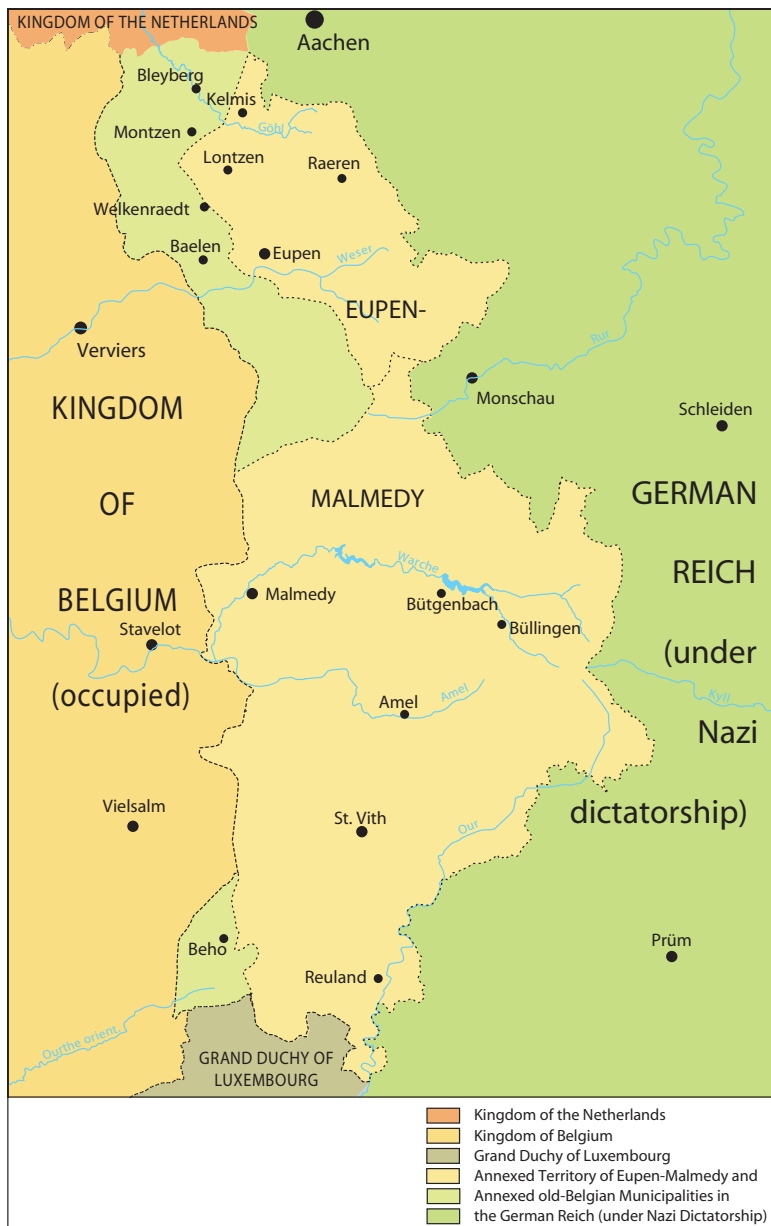 KINGDOM OF THE NETHERLANDS
Aachen
Bleyberg
Kelmis
Göhl
Montzen
Lontzen
Raeren
Welkenraedt
Baelen
Eupen
Weser
EUPEN-
Verviers
Rur
Monschau
KINGDOM
Schleiden
OF
MALMEDY
GERMAN
Warche
REICH
BELGIUM
Malmedy
Bütgenbach
Stavelot
Büllingen
(under
(occupied)
Amel
Amel
Kyll
Nazi
Vielsalm
St. Vith
Our
dictatorship)
Beho
Prüm
Reuland
Ourthe orient.
GRAND DUCHY OF
LUXEMBOURG
Kingdom of the Netherlands
Kingdom of Belgium
Grand Duchy of Luxembourg
Annexed Territory of Eupen-Malmedy and
Annexed old-Belgian Municipalities in
the German Reich (under Nazi Dictatorship)